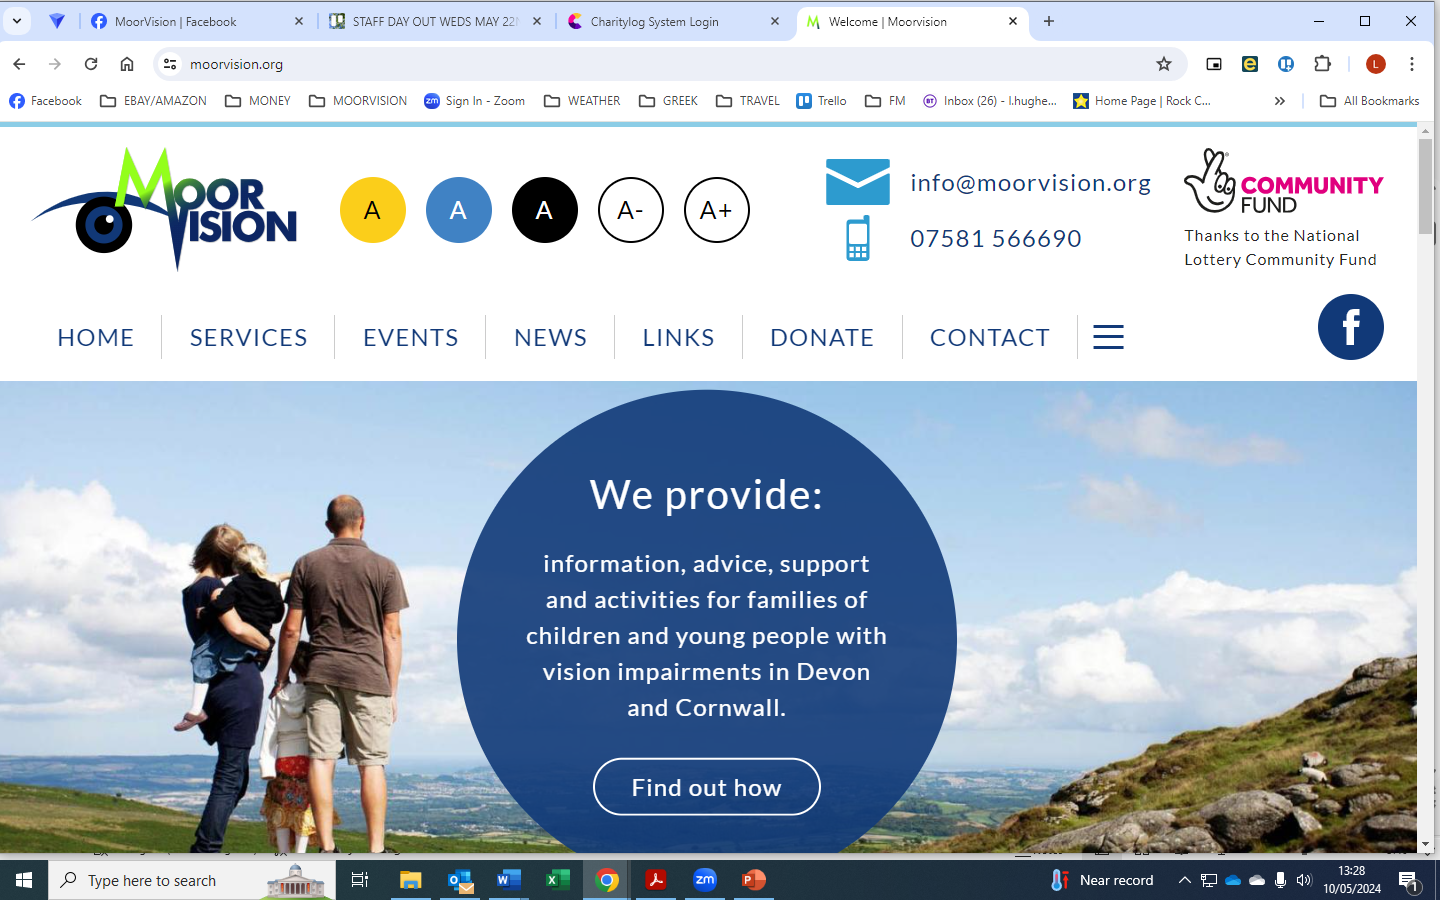 MoorVision | Facebook
STAFF DAY OUT WEDS MAY 22
Charitylog System Login
Welcome | Moorvision
moorvision.org
L
Facebook
EBAY/AMAZON
MONEY
MOORVISION
Sign In - Zoom
WEATHER
GREEK
TRAVEL
Trello
FM
Inbox (26) - l.hughe...
Home Page | Rock C...
All Bookmarks
MOOR
VISION
A
A
A
A-
A+
info@moorvision.org
07581 566690
COMMUNITY
FUND
Thanks to the National
Lottery Community Fund
HOME
SERVICES
EVENTS
NEWS
LINKS
DONATE
CONTACT
f
We provide:
information, advice, support
and activities for families of
children and young people with
vision impairments in Devon
and Cornwall.
Find out how
Type here to search
zm
Near record
13:28
10/05/2024
1